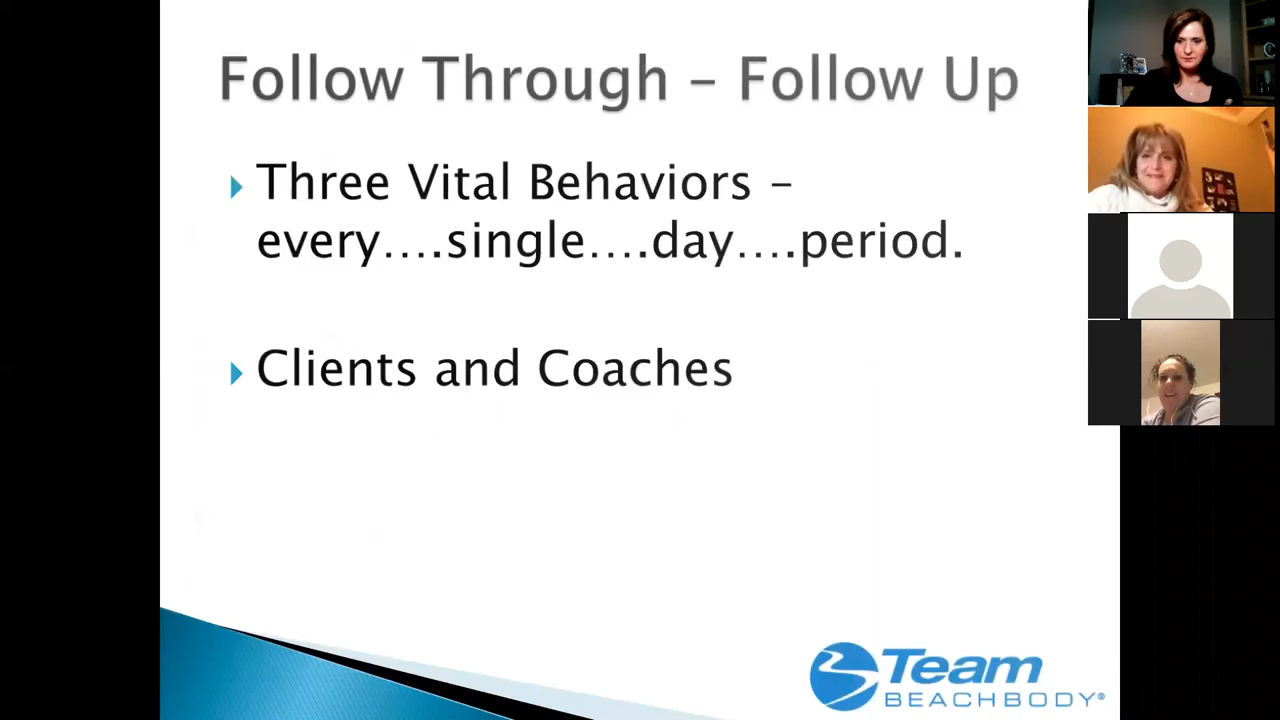 Follow Through – Follow Up
Three Vital Behaviors –
every….single….day….period.
Clients and Coaches
Team
BEACHBODY®